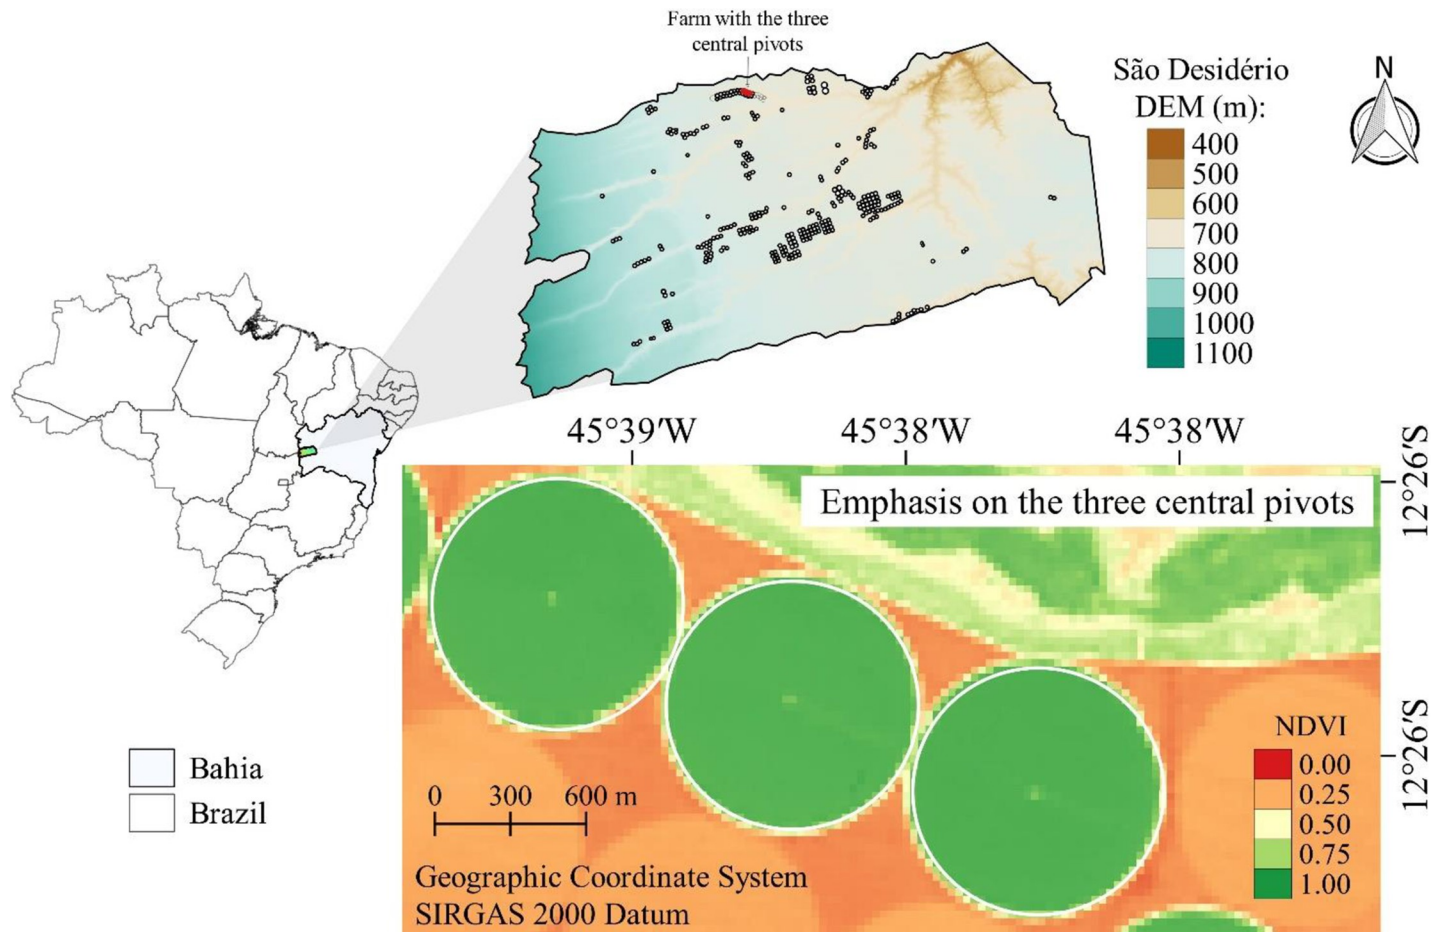 Farm with the three
central pivots
São Desidério
DEM (m):
400
500
600
700
800
900
1000
1100
N
45°39'W
45°38'W
45°38'W
12°26'S
12°26'S
Emphasis on the three central pivots
NDVI
0.00
0.25
0.50
0.75
1.00
Bahia
Brazil
0 300 600 m
Geographic Coordinate System
SIRGAS 2000 Datum